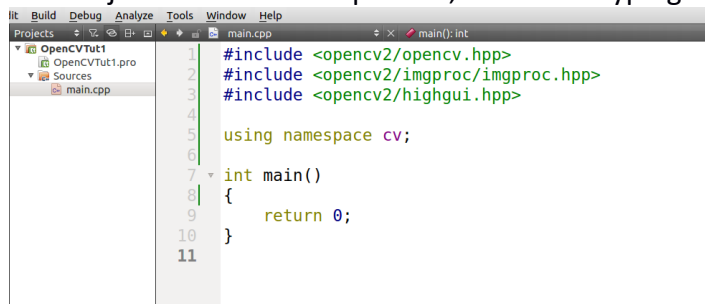 lit Build Debug Analyze Tools Window Help
Projects main.cpp main(): int
OpenCVTut1
OpenCVTut1.pro
Sources
main.cpp
1 #include <opencv2/opencv.hpp>
2 #include <opencv2/imgproc/imgproc.hpp>
3 #include <opencv2/highgui.hpp>
4
5 using namespace cv;
6
7 int main()
8 {
9 return 0;
10 }
11